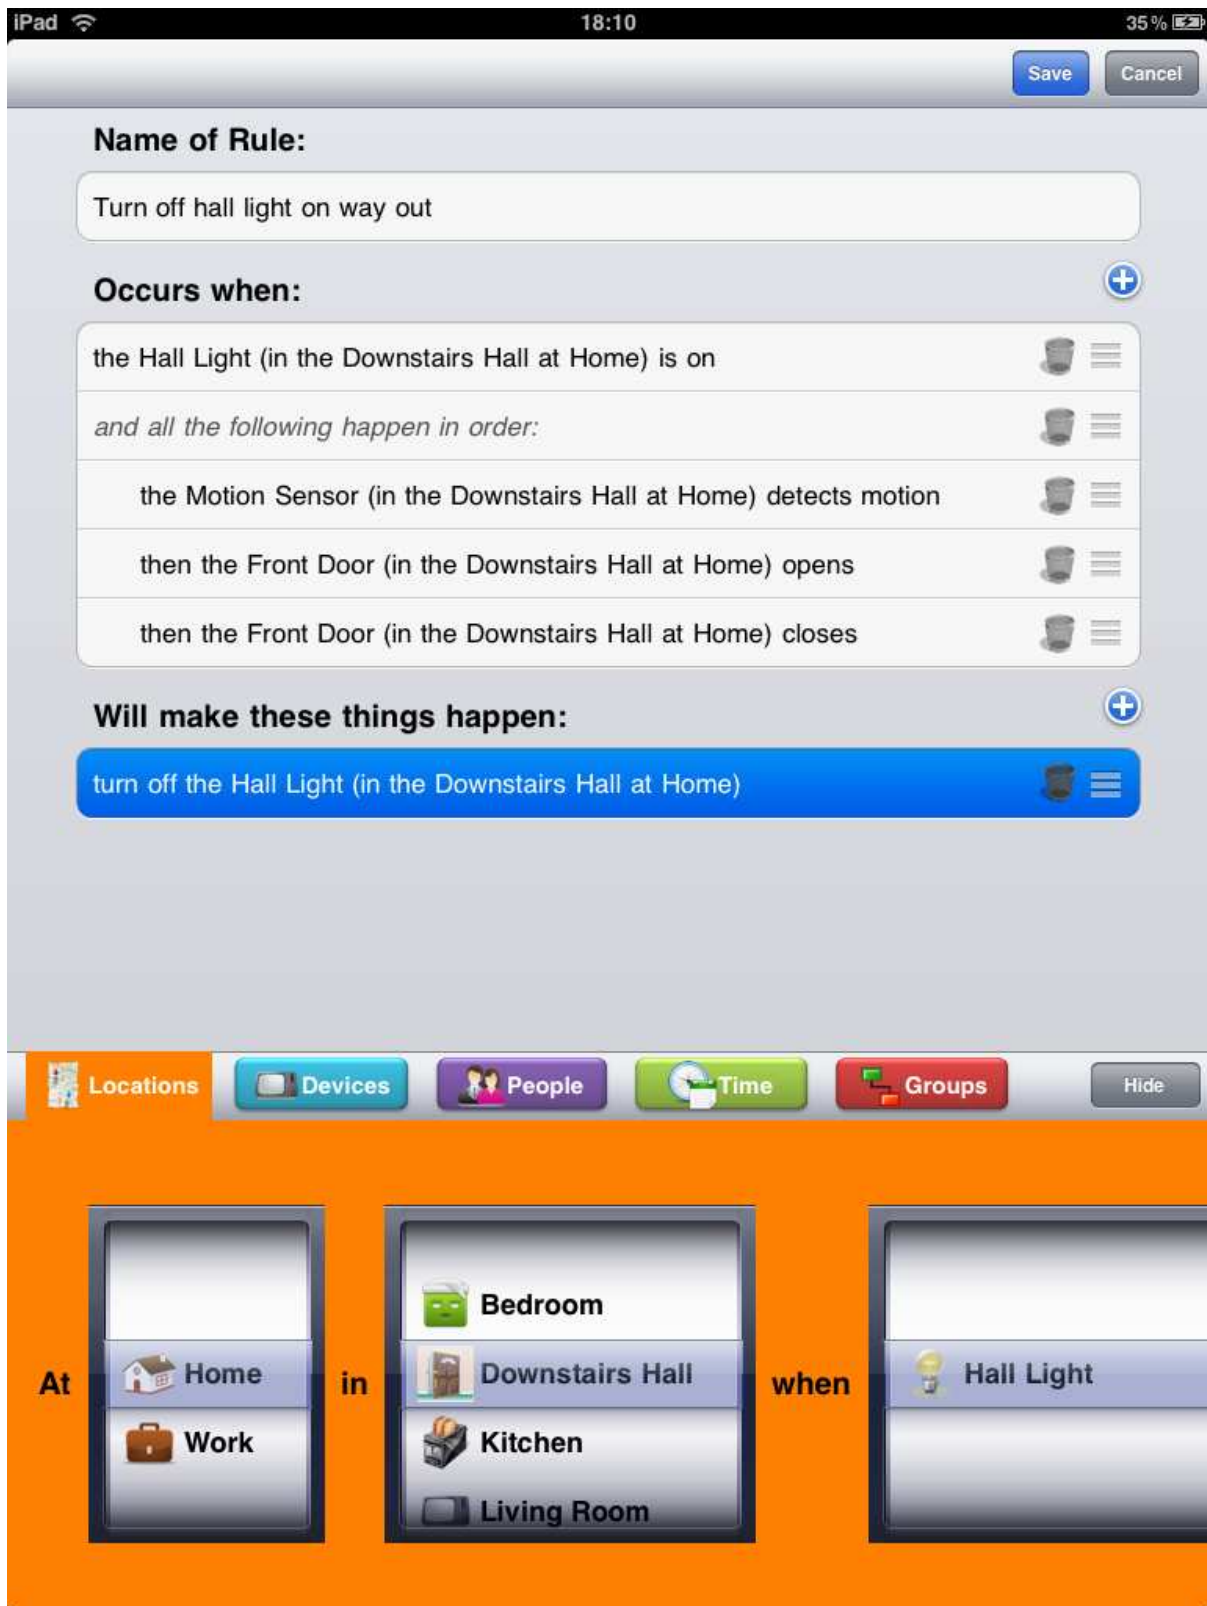 iPad 18:10 35%
Save Cancel
Name of Rule:
Turn off hall light on way out
Occurs when:
the Hall Light (in the Downstairs Hall at Home) is on
and all the following happen in order:
the Motion Sensor (in the Downstairs Hall at Home) detects motion
then the Front Door (in the Downstairs Hall at Home) opens
then the Front Door (in the Downstairs Hall at Home) closes
Will make these things happen:
turn off the Hall Light (in the Downstairs Hall at Home)
Locations Devices People Time Groups Hide
Bedroom
At Home in Downstairs Hall when Hall Light
Work Kitchen
Living Room